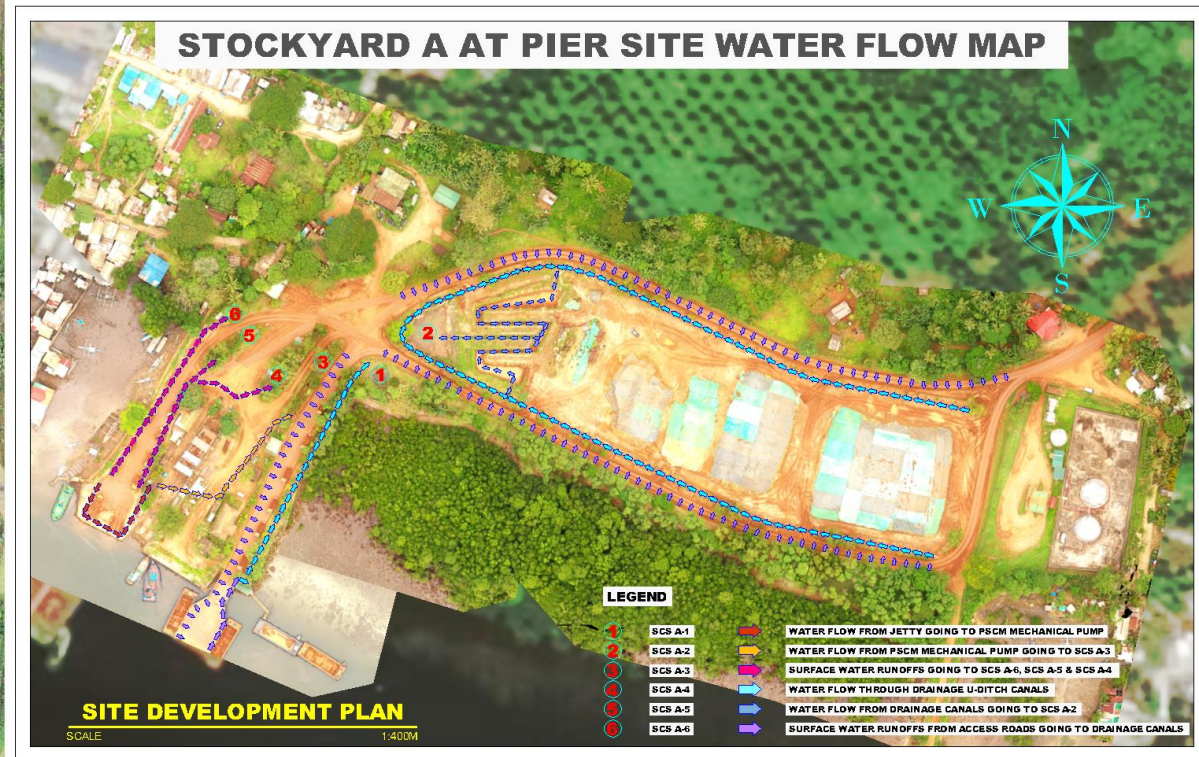 STOCKYARD A AT PIER SITE WATER FLOW MAP
N
W E
S
6
5
4
3
1
2
LEGEND
1 SCS A-1 WATER FLOW FROM JETTY GOING TO PSCM MECHANICAL PUMP
2 SCS A-2 WATER FLOW FROM PSCM MECHANICAL PUMP GOING TO SCS A-3
3 SCS A-3 SURFACE WATER RUNOFFS GOING TO SCS A-6, SCS A-5 & SCS A-4
4 SCS A-4 WATER FLOW THROUGH DRAINAGE U-DITCH CANALS
5 SCS A-5 WATER FLOW FROM DRAINAGE CANALS GOING TO SCS A-2
6 SCS A-6 SURFACE WATER RUNOFFS FROM ACCESS ROADS GOING TO DRAINAGE CANALS
SITE DEVELOPMENT PLAN
SCALE 1:400M